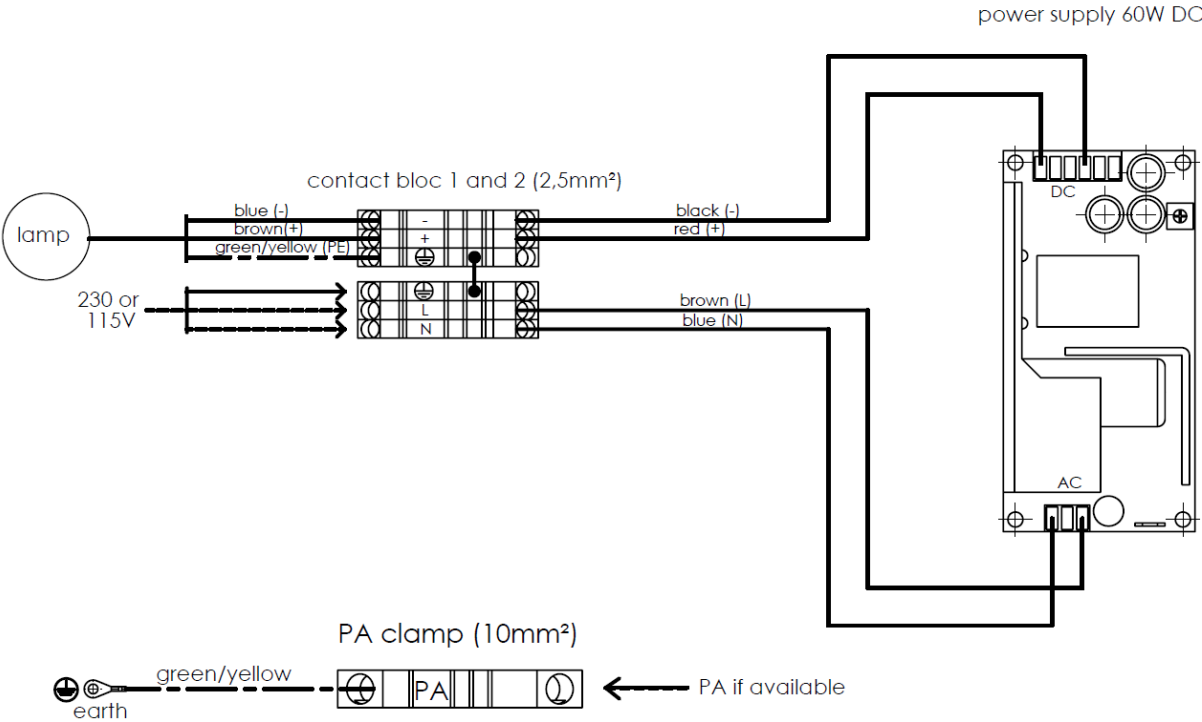 power supply 60W DC
contact bloc 1 and 2 (2,5mm²)
blue (-)
brown(+)
green/yellow (PE)
lamp
-
+
black (-)
red (+)
DC
230 or
115V
L
N
brown (L)
blue (N)
AC
PA clamp (10mm²)
green/yellow
earth
PA
PA if available